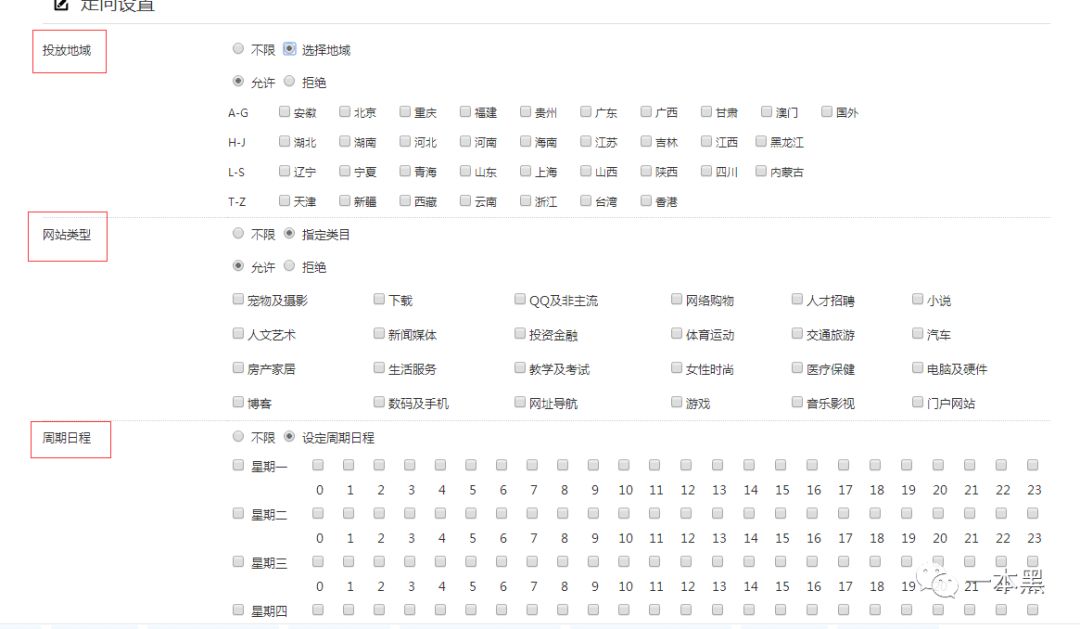 定向设置
投放地域 不限 选择地域
允许 拒绝
A-G 安徽 北京 重庆 福建 贵州 广东 广西 甘肃 澳门 国外
H-J 湖北 湖南 河北 河南 海南 江苏 吉林 江西 黑龙江
L-S 辽宁 宁夏 青海 山东 上海 山西 陕西 四川 内蒙古
T-Z 天津 新疆 西藏 云南 浙江 台湾 香港
网站类型 不限 指定类目
允许 拒绝
宠物及摄影 下载 QQ及非主流 网络购物 人才招聘 小说
人文艺术 新闻媒体 投资金融 体育运动 交通旅游 汽车
房产家居 生活服务 教学及考试 女性时尚 医疗保健 电脑及硬件
博客 数码及手机 网址导航 游戏 音乐影视 门户网站
周期日程 不限 设定周期日程
星期一
0 1 2 3 4 5 6 7 8 9 10 11 12 13 14 15 16 17 18 19 20 21 22 23
星期二
0 1 2 3 4 5 6 7 8 9 10 11 12 13 14 15 16 17 18 19 20 21 22 23
星期三
0 1 2 3 4 5 6 7 8 9 10 11 12 13 14 15 16 17 18 19 21
一本黑
星期四